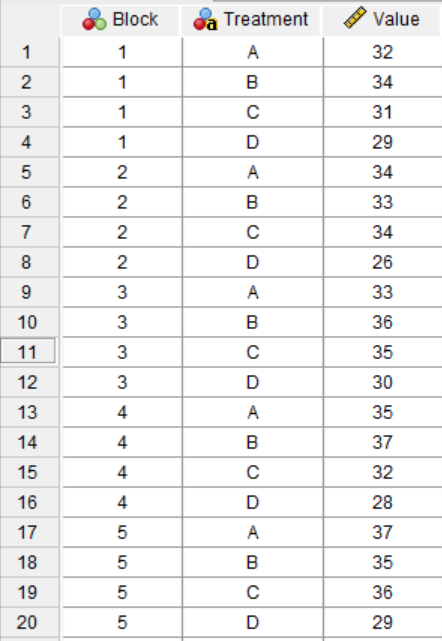 Block Treatment Value
1 1 A 32
2 1 B 34
3 1 C 31
4 1 D 29
5 2 A 34
6 2 B 33
7 2 C 34
8 2 D 26
9 3 A 33
10 3 B 36
11 3 C 35
12 3 D 30
13 4 A 35
14 4 B 37
15 4 C 32
16 4 D 28
17 5 A 37
18 5 B 35
19 5 C 36
20 5 D 29